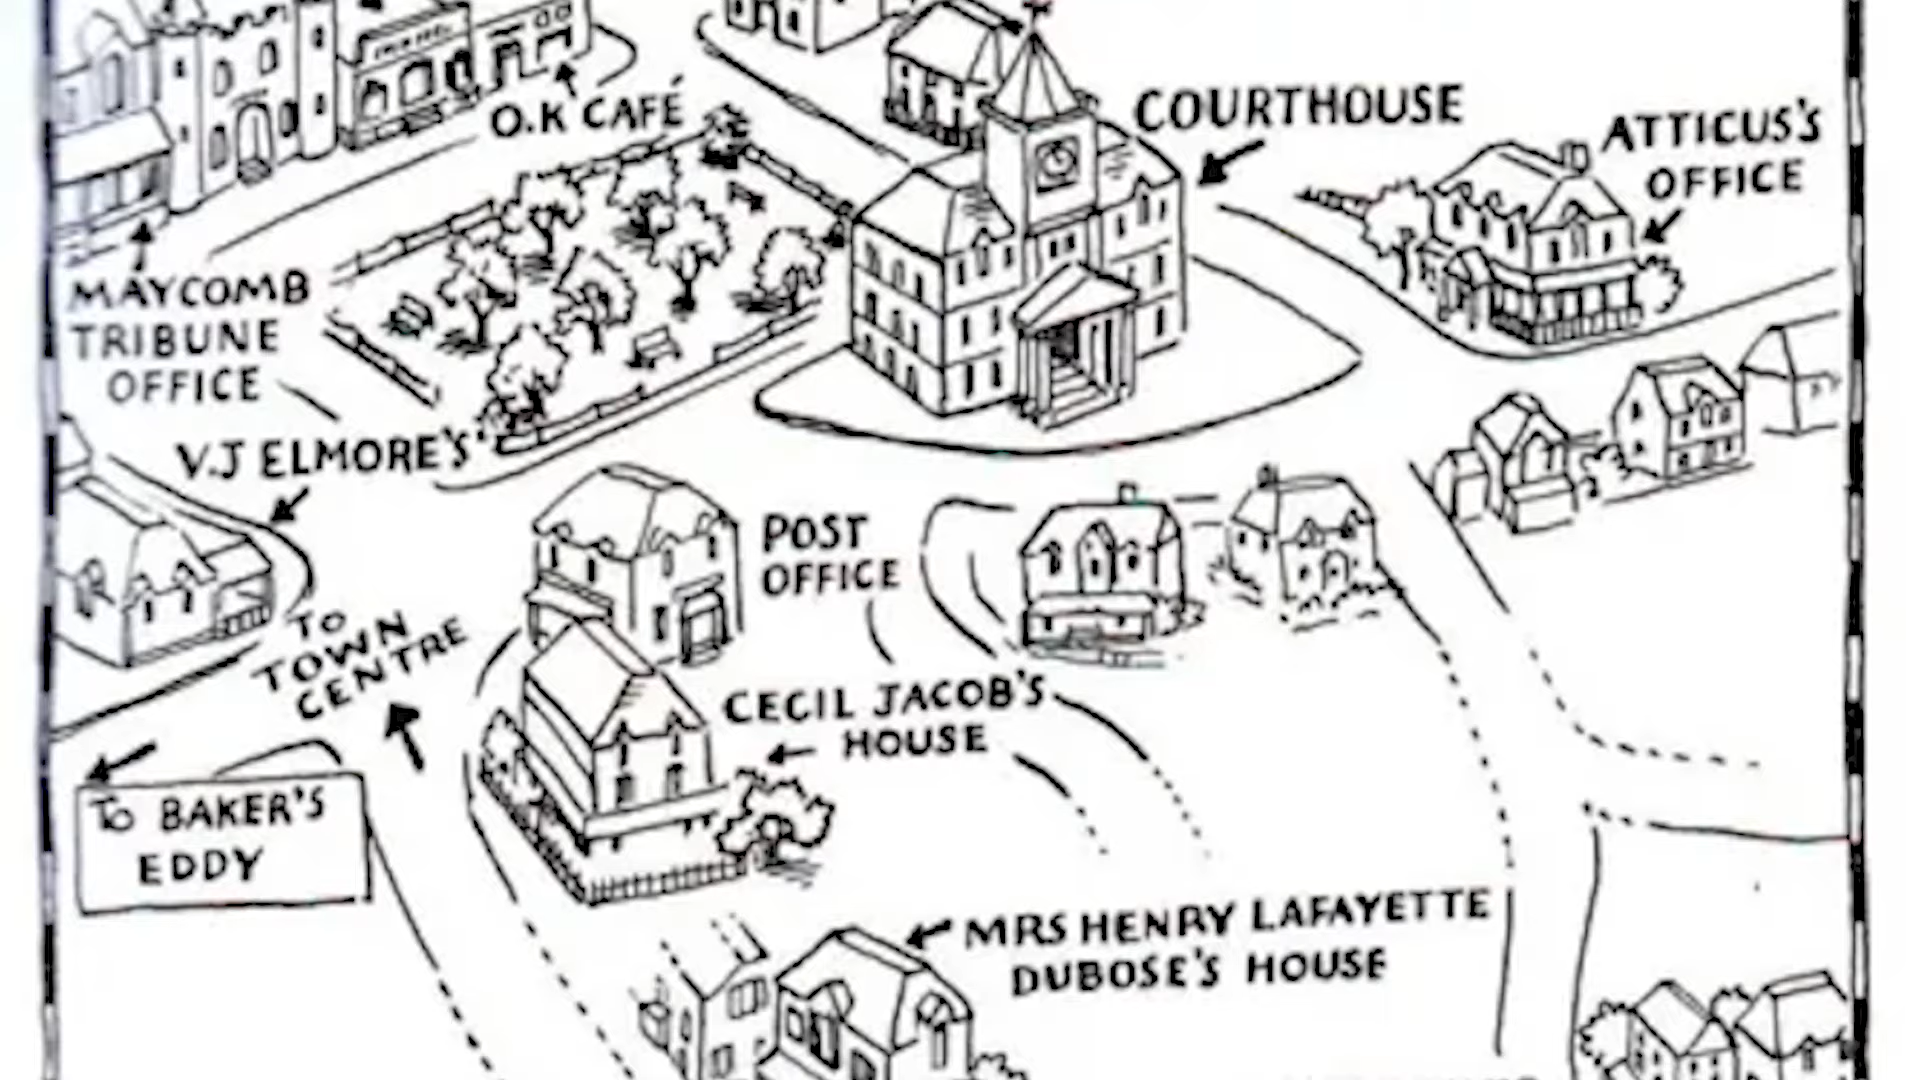 O.K CAFÉ
COURTHOUSE
ATTICUS'S
OFFICE
MAYCOMB
TRIBUNE
OFFICE
V.J ELMORE'S
POST
OFFICE
TO
TOWN
CENTRE
CECIL JACOB'S
HOUSE
TO BAKER'S
EDDY
MRS HENRY LAFAYETTE
DUBOSE'S HOUSE